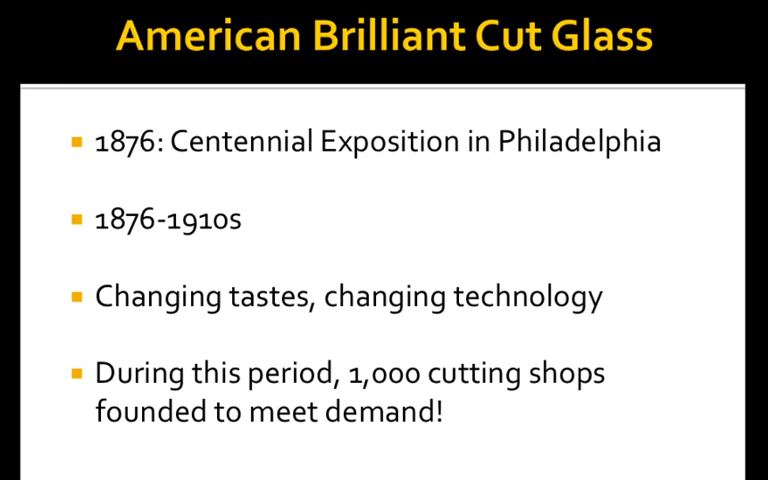 American Brilliant Cut Glass
1876: Centennial Exposition in Philadelphia
1876-1910s
Changing tastes, changing technology
During this period, 1,000 cutting shops
founded to meet demand!